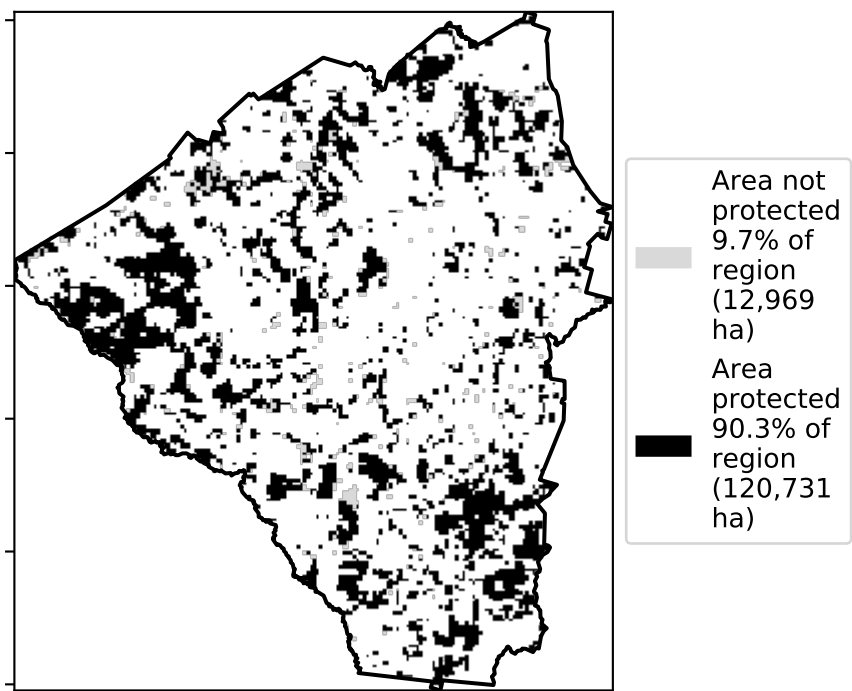 Area not
protected
9.7% of
region
(12,969
ha)
Area
protected
90.3% of
region
(120,731
ha)